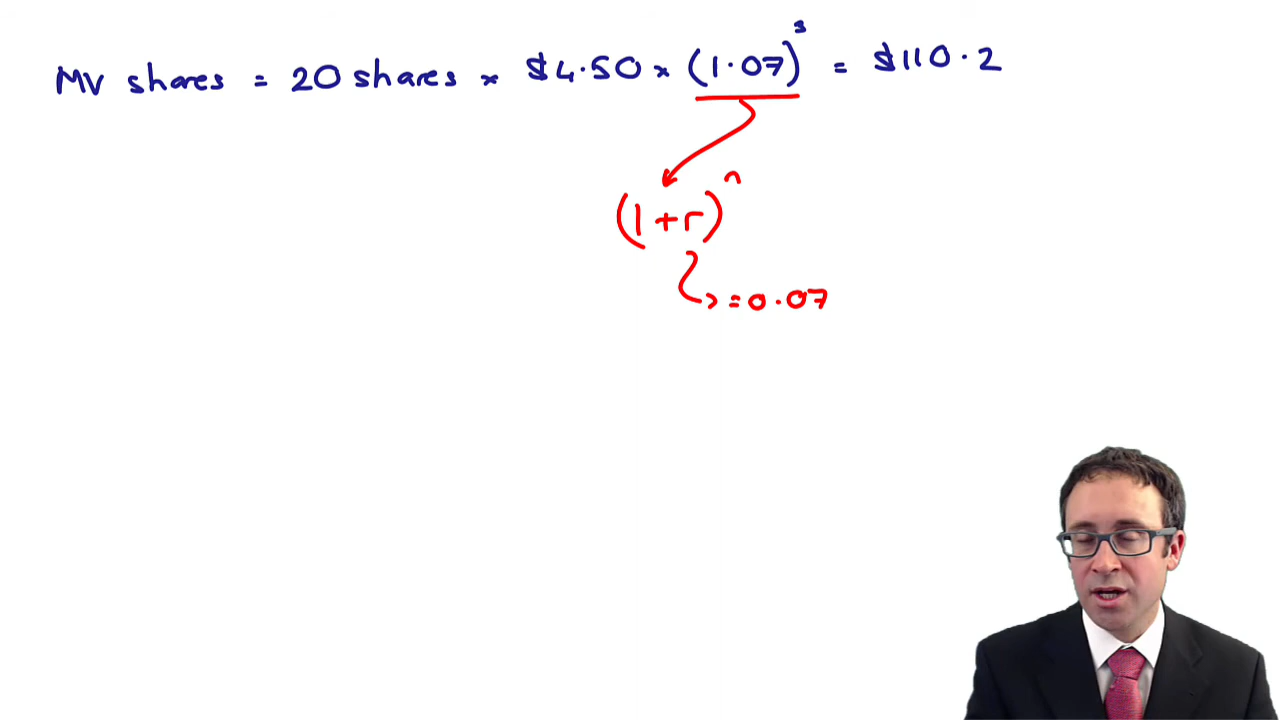 MV shares = 20 shares × $4.50 × (1.07)³ = $110.2
(1+r)ⁿ
= 0.07